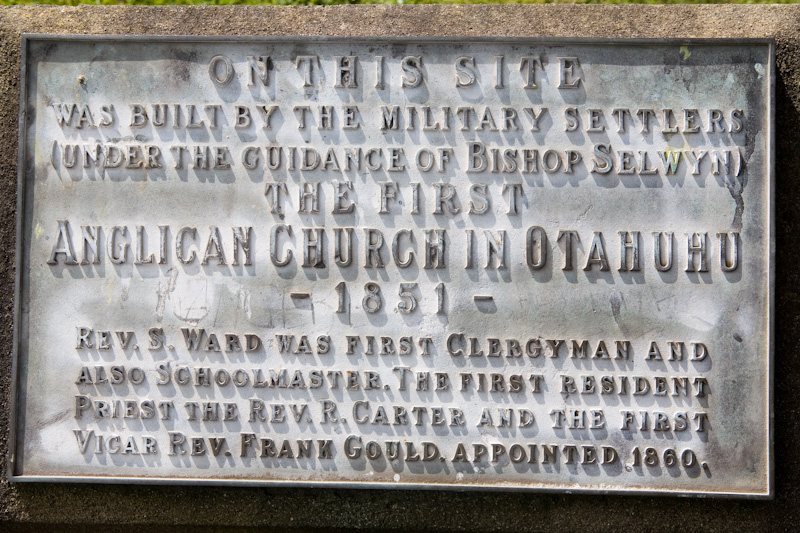 ON THIS SITE
WAS BUILT BY THE MILITARY SETTLERS
(UNDER THE GUIDANCE OF BISHOP SELWYN)
THE FIRST
ANGLICAN CHURCH IN OTAHUHU
- 1851 -
REV. S. WARD WAS FIRST CLERGYMAN AND
ALSO SCHOOLMASTER. THE FIRST RESIDENT
PRIEST THE REV. R. CARTER AND THE FIRST
VICAR REV. FRANK GOULD. APPOINTED 1860.